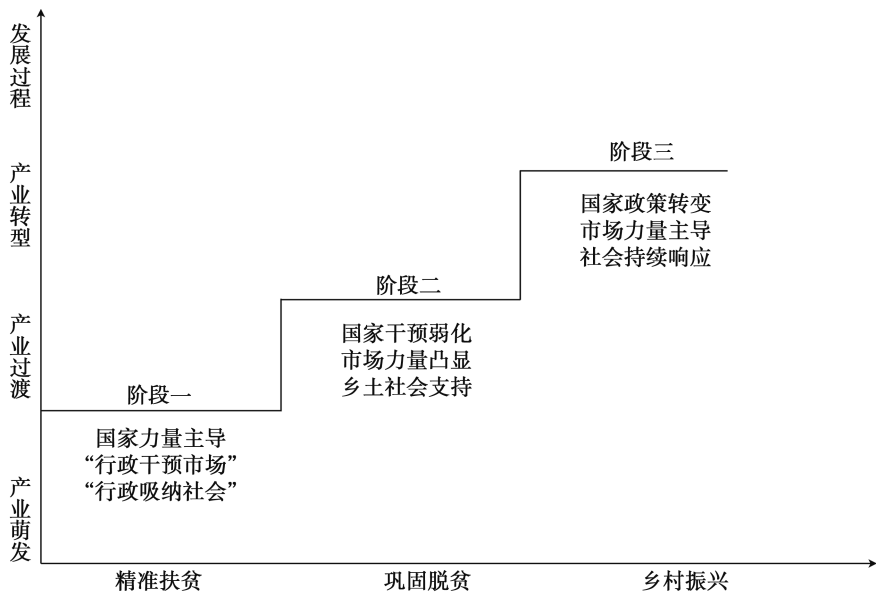 发展过程
产业转型
产业过渡
产业萌发
阶段三
国家政策转变
市场力量主导
社会持续响应
阶段二
国家干预弱化
市场力量凸显
乡土社会支持
阶段一
国家力量主导
“行政干预市场”
“行政吸纳社会”
精准扶贫
巩固脱贫
乡村振兴